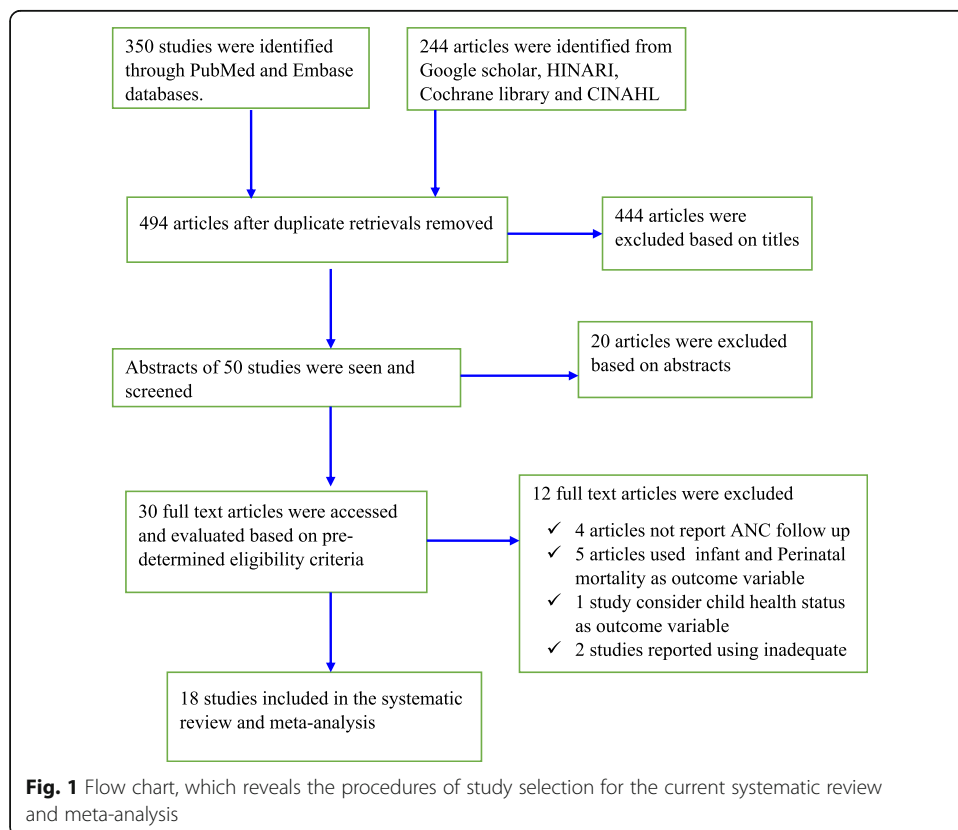 350 studies were identified
through PubMed and Embase
databases.
244 articles were identified from
Google scholar, HINARI,
Cochrane library and CINAHL
494 articles after duplicate retrievals removed
444 articles were
excluded based on titles
Abstracts of 50 studies were seen and
screened
20 articles were excluded
based on abstracts
30 full text articles were accessed
and evaluated based on pre-
determined eligibility criteria
12 full text articles were excluded
✓ 4 articles not report ANC follow up
✓ 5 articles used infant and Perinatal
mortality as outcome variable
✓ 1 study consider child health status
as outcome variable
✓ 2 studies reported using inadequate
18 studies included in the systematic
review and meta-analysis
Fig. 1 Flow chart, which reveals the procedures of study selection for the current systematic review
and meta-analysis